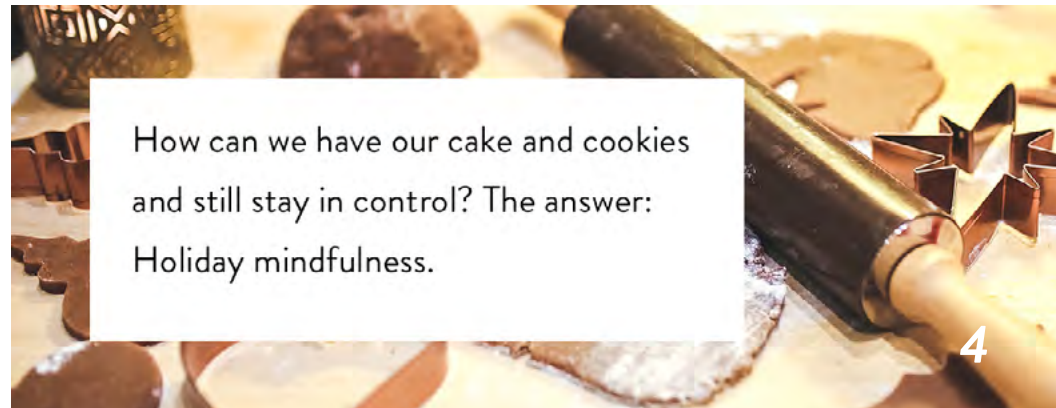 How can we have our cake and cookies
and still stay in control? The answer:
Holiday mindfulness.
4